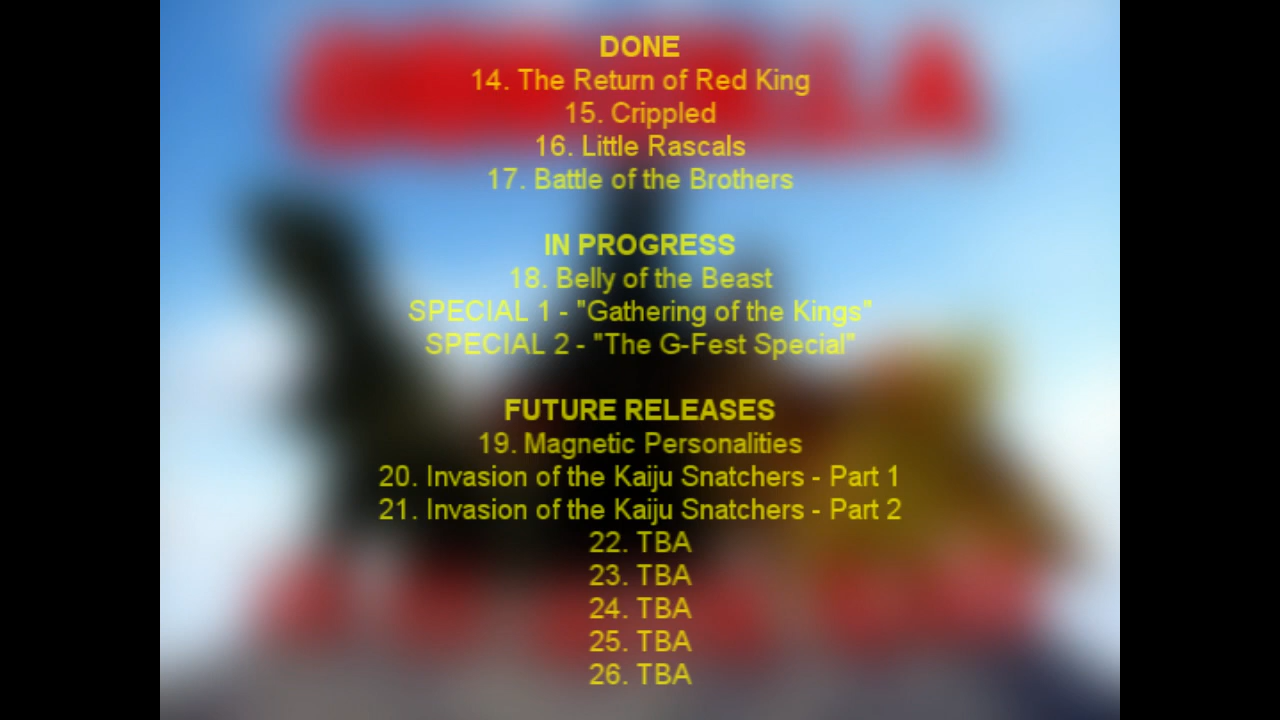 DONE
14. The Return of Red King
15. Crippled
16. Little Rascals
17. Battle of the Brothers
IN PROGRESS
18. Belly of the Beast
SPECIAL 1 - "Gathering of the Kings"
SPECIAL 2 - "The G-Fest Special"
FUTURE RELEASES
19. Magnetic Personalities
20. Invasion of the Kaiju Snatchers - Part 1
21. Invasion of the Kaiju Snatchers - Part 2
22. TBA
23. TBA
24. TBA
25. TBA
26. TBA